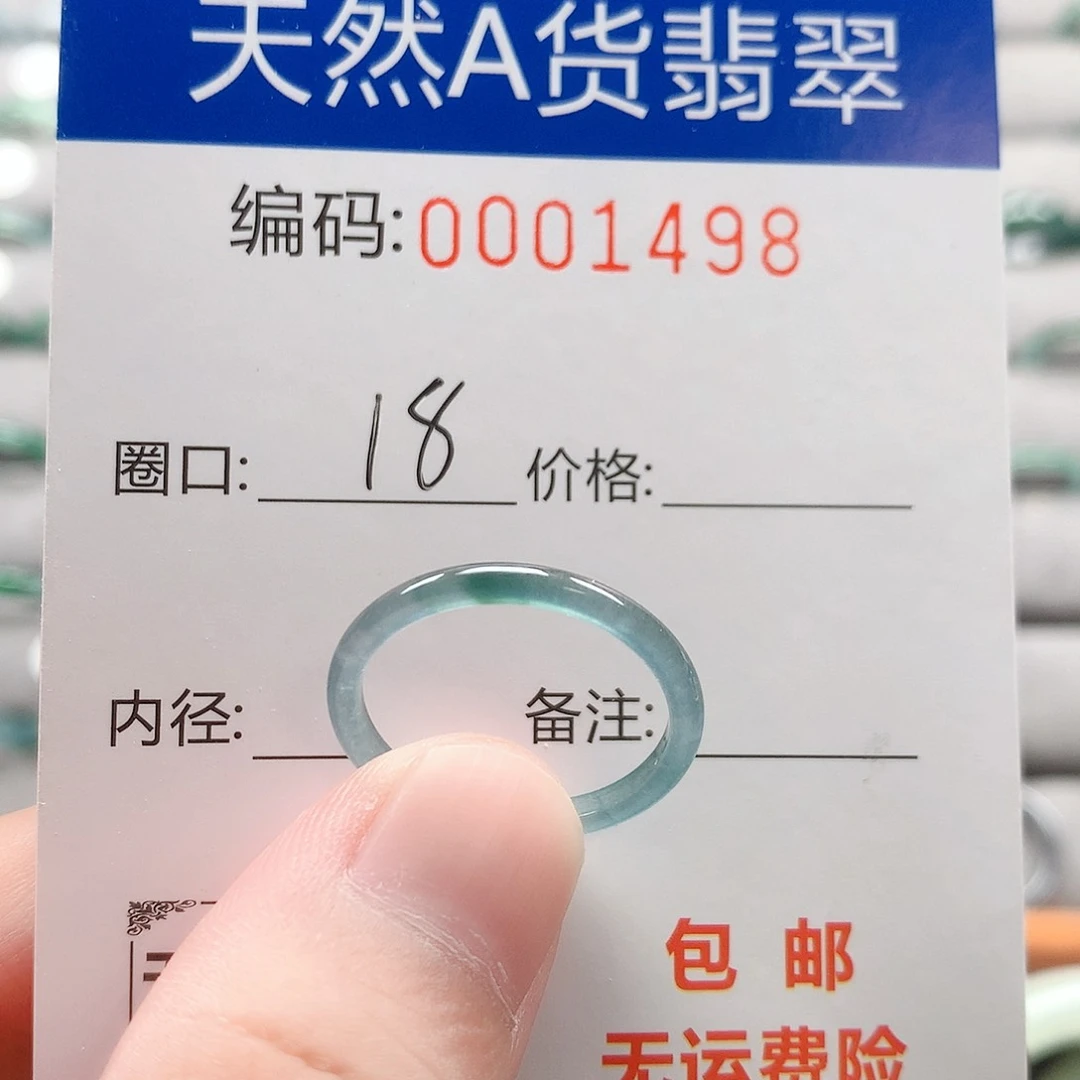 天然A货翡翠
编码:0001498
圈口: 18 价格:
内径: 备注:
包 邮
无运费险